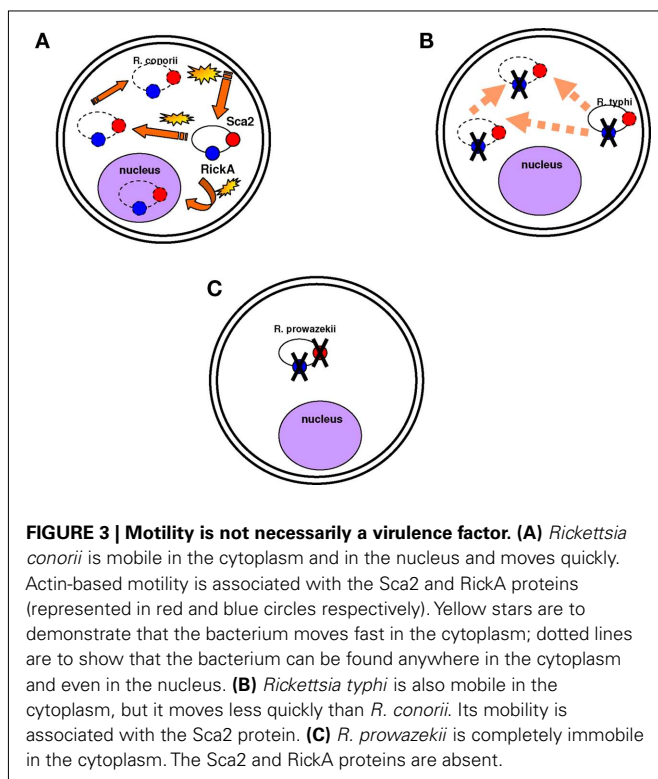 A
R. conorii
Sca2
RickA
nucleus
B
R. typhi
nucleus
C
R. prowazekii
nucleus
FIGURE 3 | Motility is not necessarily a virulence factor. (A) Rickettsia
conorii is mobile in the cytoplasm and in the nucleus and moves quickly.
Actin-based motility is associated with the Sca2 and RickA proteins
(represented in red and blue circles respectively). Yellow stars are to
demonstrate that the bacterium moves fast in the cytoplasm; dotted lines
are to show that the bacterium can be found anywhere in the cytoplasm
and even in the nucleus. (B) Rickettsia typhi is also mobile in the
cytoplasm, but it moves less quickly than R. conorii. Its mobility is
associated with the Sca2 protein. (C) R. prowazekii is completely immobile
in the cytoplasm. The Sca2 and RickA proteins are absent.